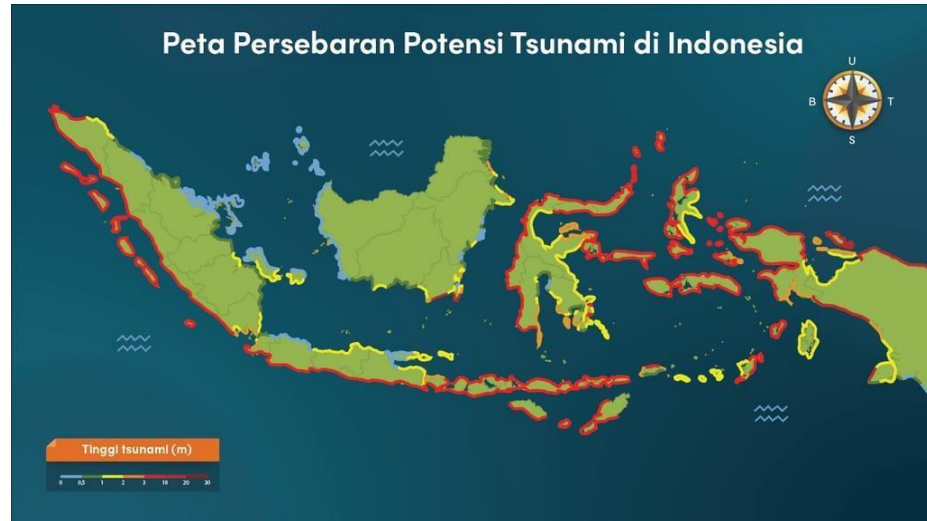 Peta Persebaran Potensi Tsunami di Indonesia
U
B T
S
Tinggi tsunami (m)
0 0,5 1 2 3 10 20 30